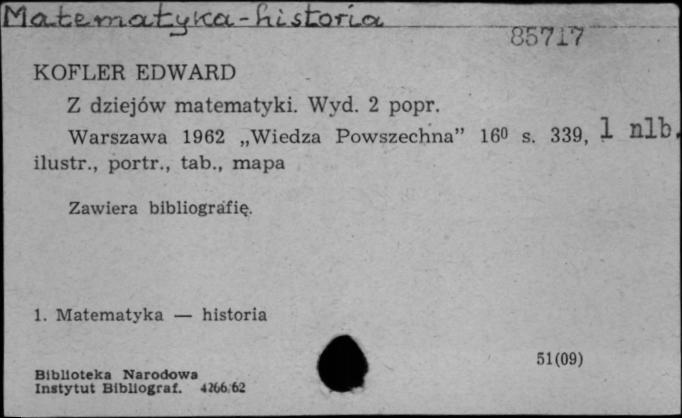 Matematyka - historia
85717
KOFLER EDWARD
Z dziejów matematyki. Wyd. 2 popr.
Warszawa 1962 „Wiedza Powszechna” 16⁰ s. 339, 1 nlb.
ilustr., portr., tab., mapa
Zawiera bibliografię.
1. Matematyka — historia
51(09)
Biblioteka Narodowa
Instytut Bibliograf. 4266/62